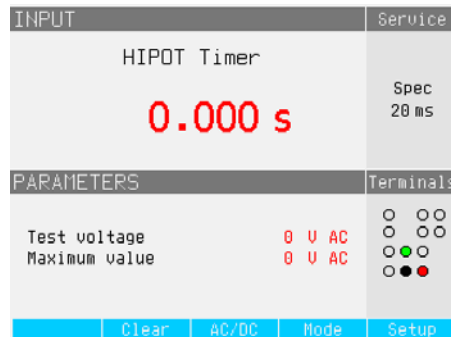 INPUT
Service
HIPOT Timer
0.000 s
Spec
20 ms
PARAMETERS
Terminals
Test voltage 0 V AC
Maximum value 0 V AC
Clear AC/DC Mode Setup